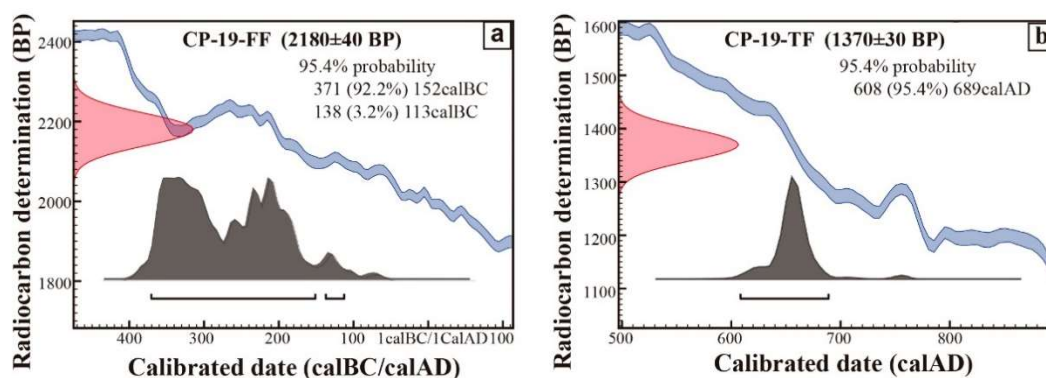 a
CP-19-FF (2180±40 BP)
95.4% probability
371 (92.2%) 152calBC
138 (3.2%) 113calBC
Radiocarbon determination (BP)
2400
2200
2000
1800
400 300 200 100 1calBC/1CalAD 100
Calibrated date (calBC/calAD)
b
CP-19-TF (1370±30 BP)
95.4% probability
608 (95.4%) 689calAD
Radiocarbon determination (BP)
1600
1500
1400
1300
1200
1100
500 600 700 800
Calibrated date (calAD)